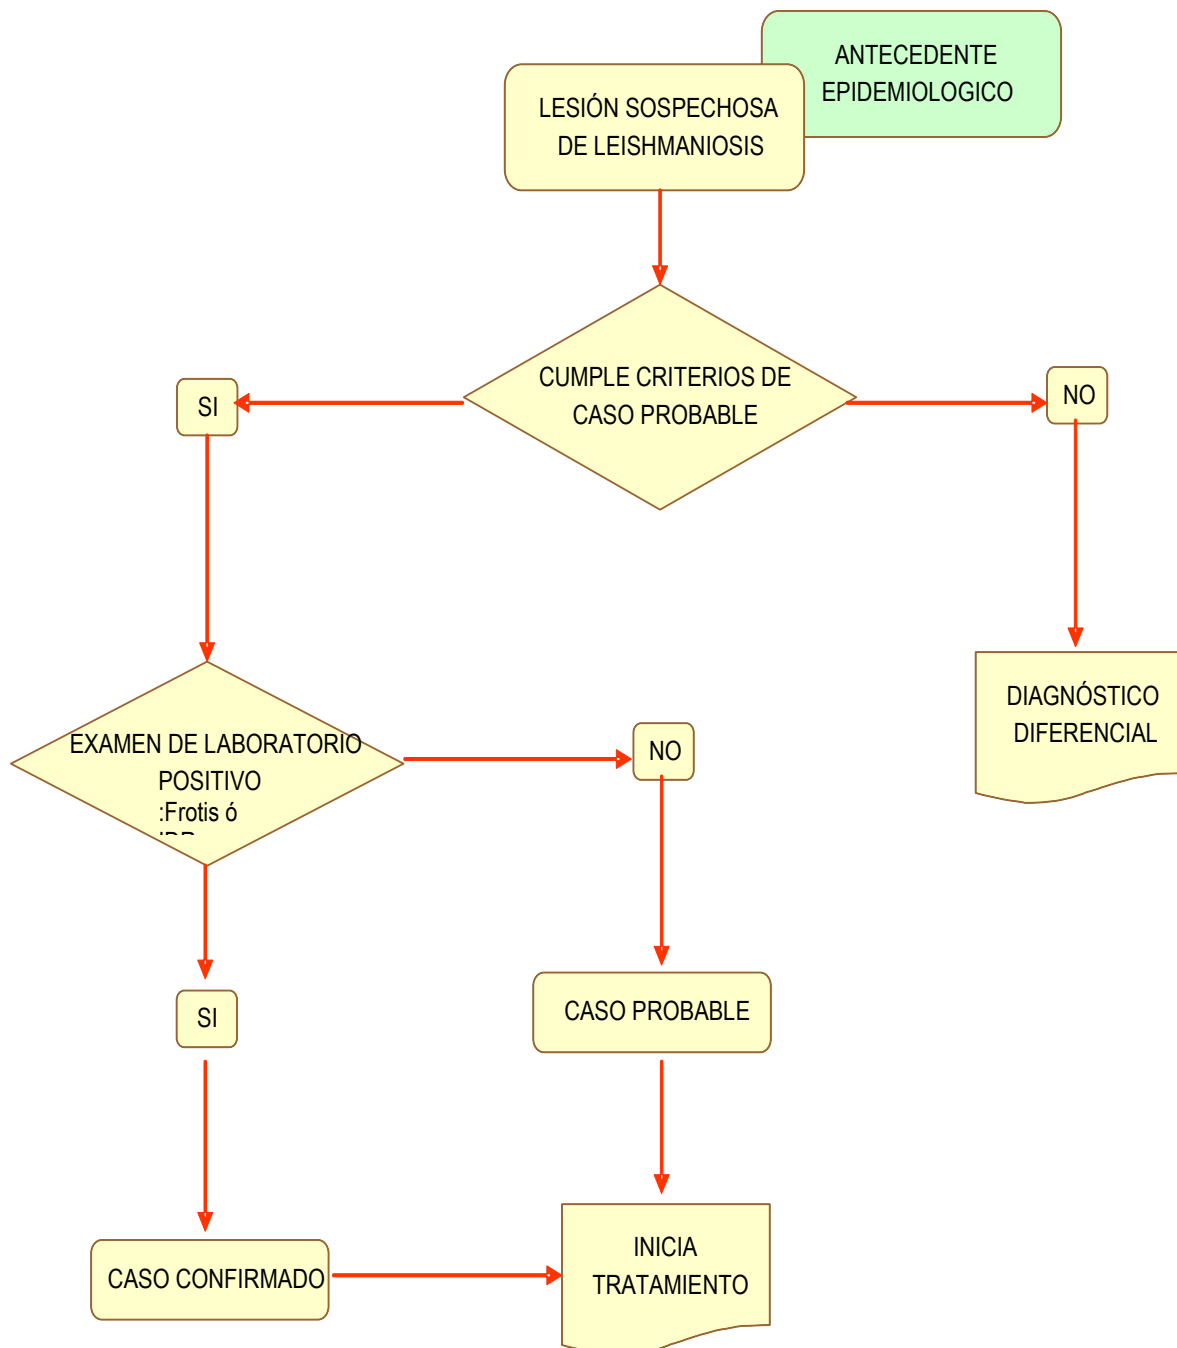 ANTECEDENTE
EPIDEMIOLOGICO
LESIÓN SOSPECHOSA
DE LEISHMANIOSIS
CUMPLE CRITERIOS DE
CASO PROBABLE
SI
NO
DIAGNÓSTICO
DIFERENCIAL
EXAMEN DE LABORATORIO
POSITIVO
:Frotis ó
NO
SI
CASO PROBABLE
CASO CONFIRMADO
INICIA
TRATAMIENTO